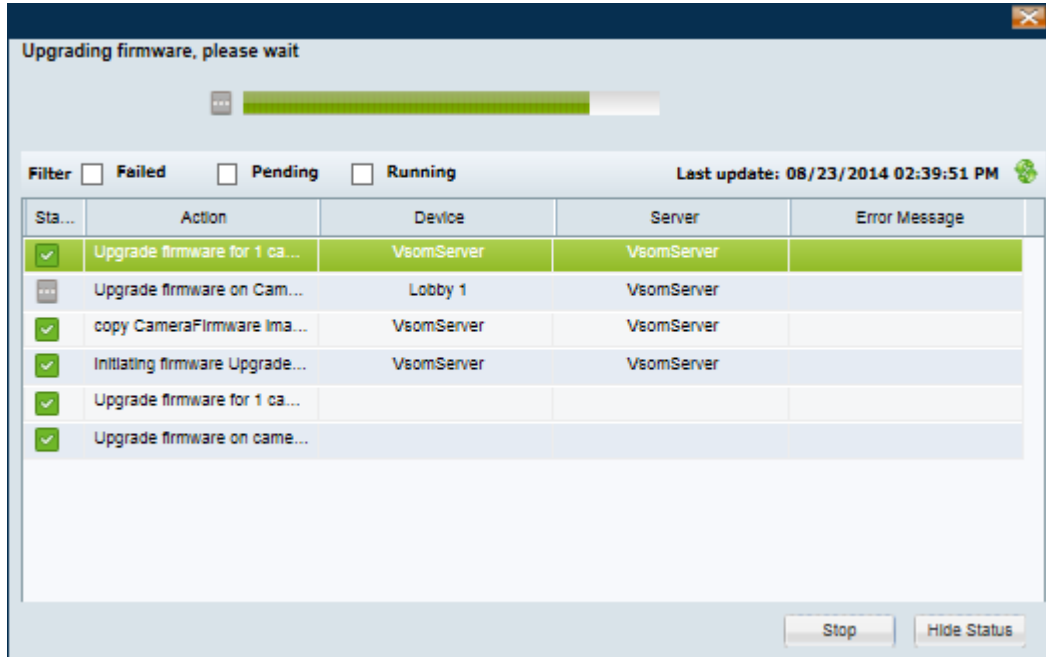 Upgrading firmware, please wait
Filter Failed Pending Running Last update: 08/23/2014 02:39:51 PM
Sta... Action Device Server Error Message
Upgrade firmware for 1 ca... VsomServer VsomServer
Upgrade firmware on Cam... Lobby 1 VsomServer
copy CameraFirmware ima... VsomServer VsomServer
Initiating firmware Upgrade... VsomServer VsomServer
Upgrade firmware for 1 ca...
Upgrade firmware on came...
Stop Hide Status